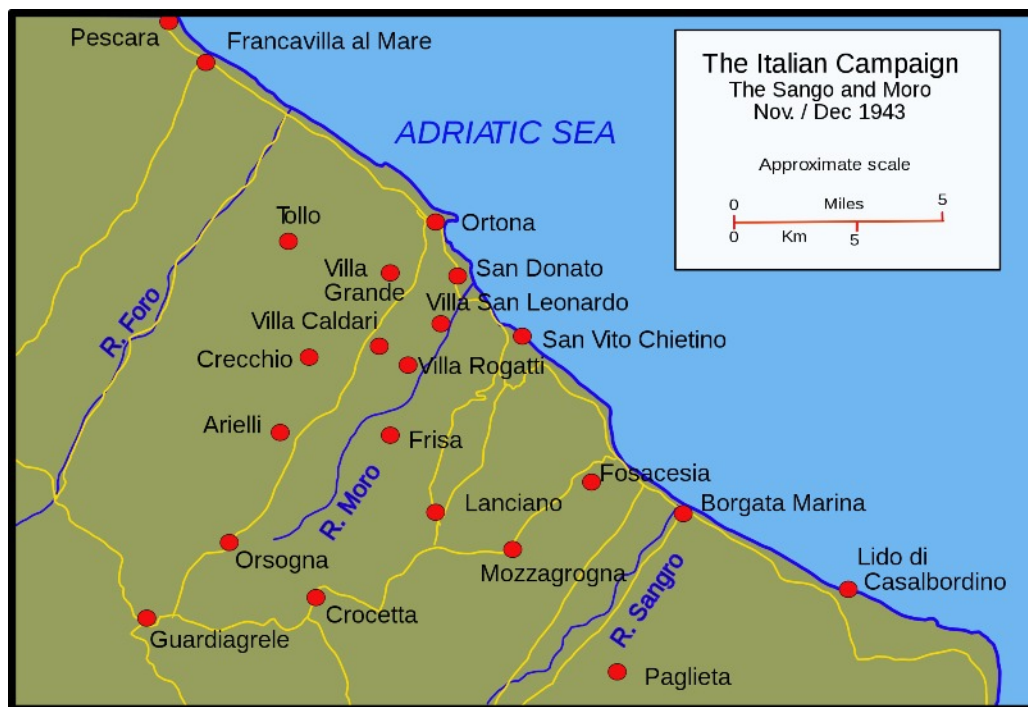 Pescara
Francavilla al Mare
The Italian Campaign
The Sango and Moro
Nov. / Dec 1943
Approximate scale
0 Miles 5
0 Km 5
ADRIATIC SEA
Tollo
Ortona
Villa
Grande
San Donato
R. Foro
Villa San Leonardo
Villa Caldari
San Vito Chietino
Crecchio
Villa Rogatti
Arielli
Frisa
R. Moro
Fosacesia
Lanciano
Borgata Marina
Orsogna
Mozzagrogna
Lido di
Casalbordino
R. Sangro
Crocetta
Guardiagrele
Paglieta